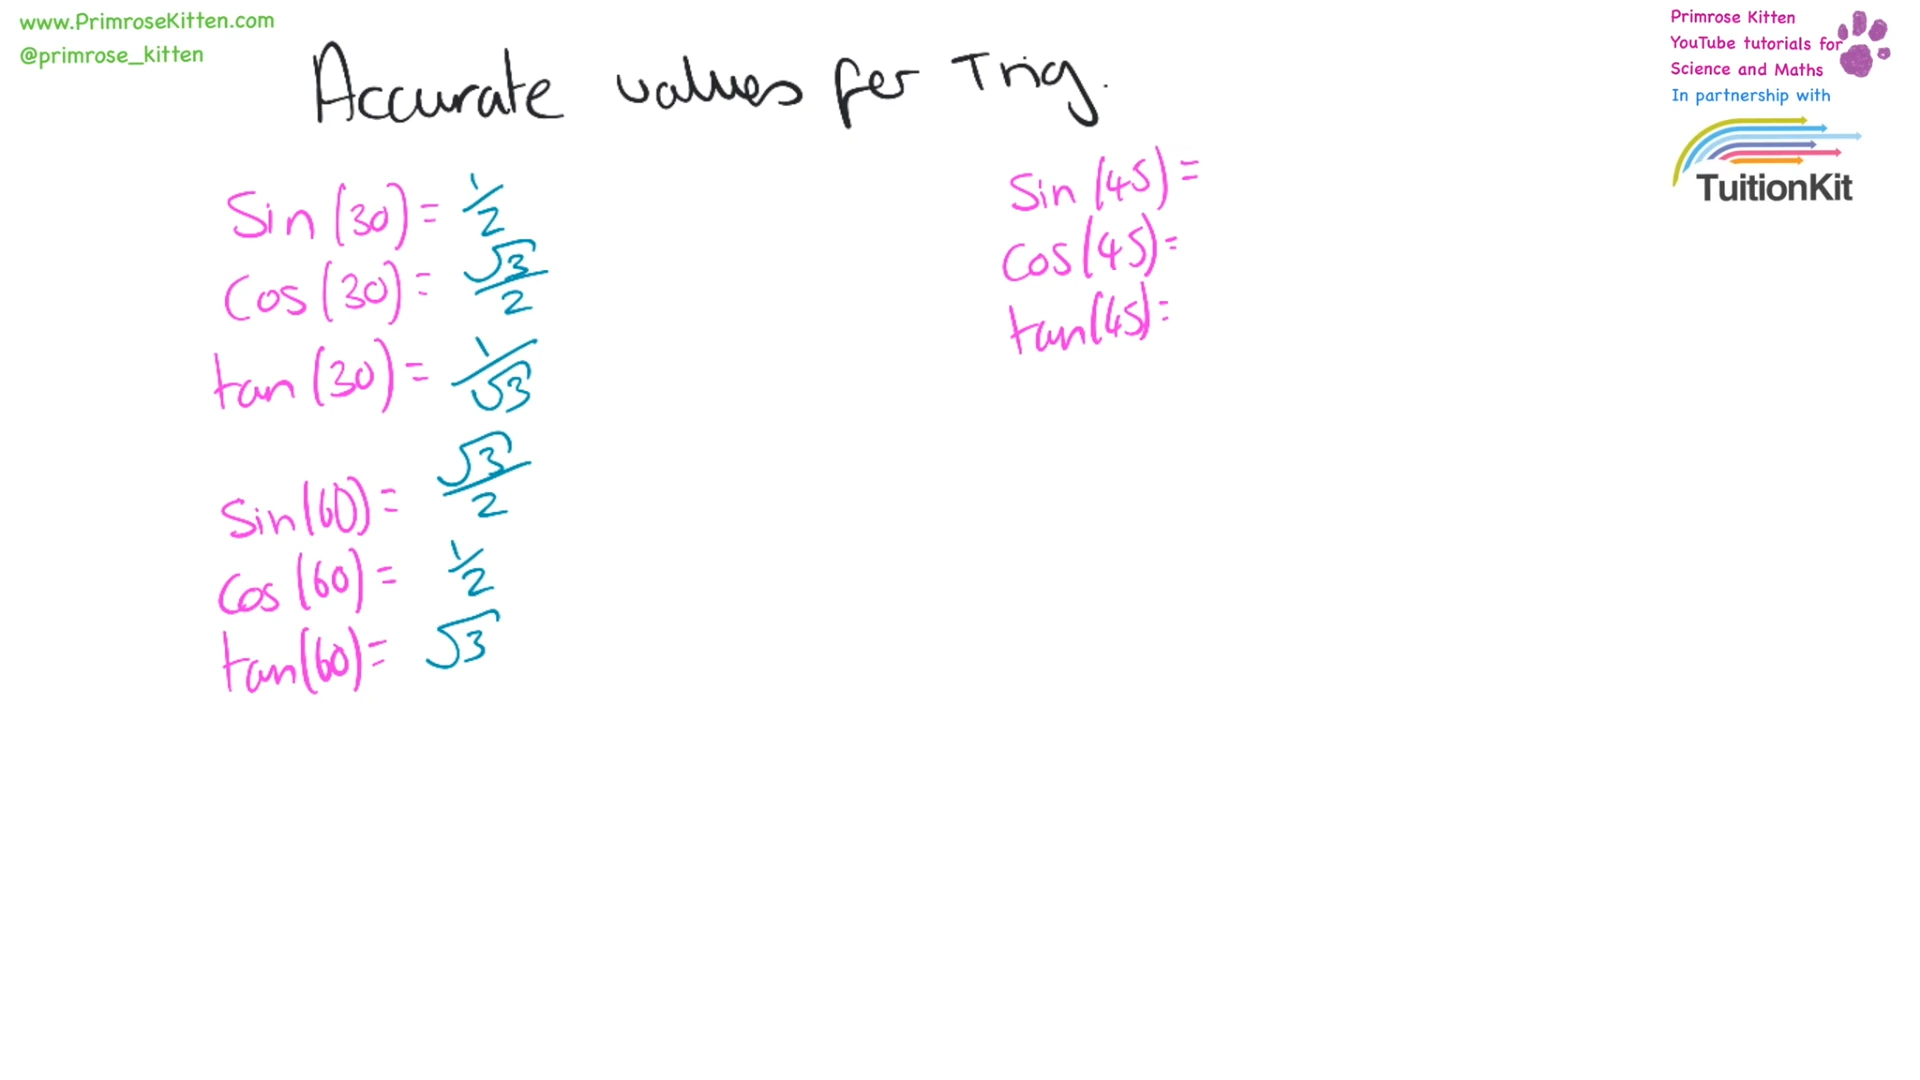 www.PrimroseKitten.com
@primrose_kitten
Accurate values for Trig.
Primrose Kitten
YouTube tutorials for
Science and Maths
In partnership with
TuitionKit
Sin (30) = 1/2
Cos (30) = √3/2
tan (30) = 1/√3
Sin (60) = √3/2
Cos (60) = 1/2
tan (60) = √3
Sin (45) =
Cos (45) =
tan (45) =